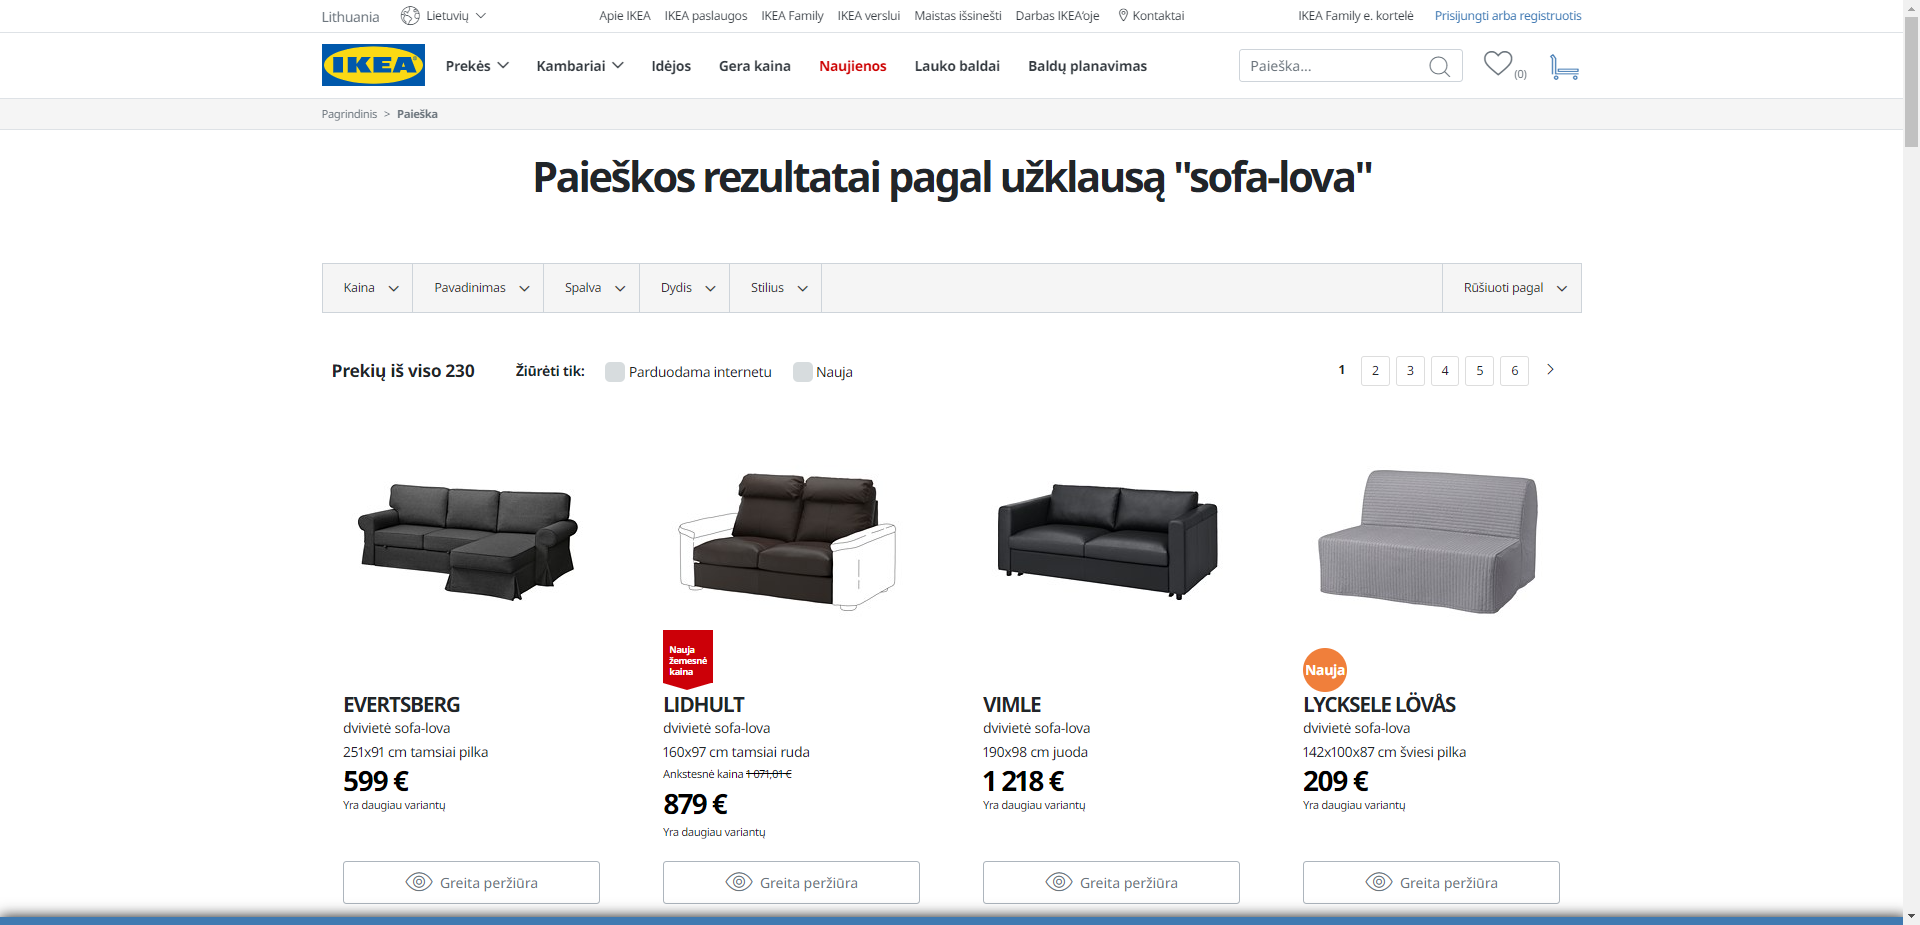 Lithuania
Lietuvių
Apie IKEA IKEA paslaugos IKEA Family IKEA verslui Maistas išsinešti Darbas IKEA'oje Kontaktai
IKEA Family e. kortelė Prisijungti arba registruotis
IKEA
Prekės Kambariai Idėjos Gera kaina Naujienos Lauko baldai Baldų planavimas
Paieška...
(0)
Pagrindinis > Paieška
Paieškos rezultatai pagal užklausą "sofa-lova"
Kaina Pavadinimas Spalva Dydis Stilius Rūšiuoti pagal
Prekių iš viso 230 Žiūrėti tik: Parduodama internetu Nauja
1 2 3 4 5 6
EVERTSBERG
dvivietė sofa-lova
251x91 cm tamsiai pilka
599 €
Yra daugiau variantų
Greita peržiūra
Nauja
žemesnė
kaina
LIDHULT
dvivietė sofa-lova
160x97 cm tamsiai ruda
Ankstesnė kaina 1 071,01 €
879 €
Yra daugiau variantų
Greita peržiūra
VIMLE
dvivietė sofa-lova
190x98 cm juoda
1 218 €
Yra daugiau variantų
Greita peržiūra
Nauja
LYCKSELE LÖVÅS
dvivietė sofa-lova
142x100x87 cm šviesi pilka
209 €
Yra daugiau variantų
Greita peržiūra